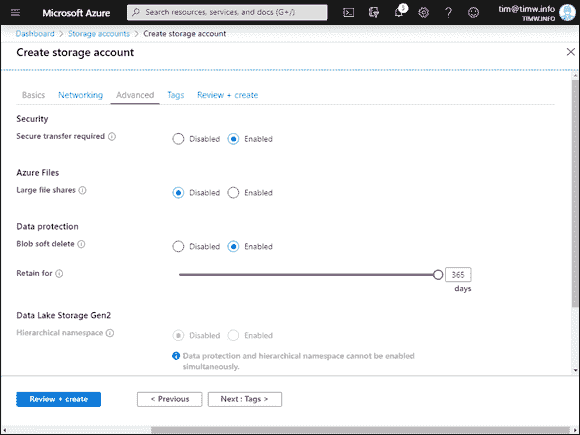 Microsoft Azure
Search resources, services, and docs (G+/)
1
tim@timw.info
TIMW.INFO
Dashboard > Storage accounts > Create storage account
Create storage account
Basics Networking Advanced Tags Review + create
Security
Secure transfer required Disabled Enabled
Azure Files
Large file shares Disabled Enabled
Data protection
Blob soft delete Disabled Enabled
Retain for 365
days
Data Lake Storage Gen2
Hierarchical namespace Disabled Enabled
Data protection and hierarchical namespace cannot be enabled
simultaneously.
Review + create < Previous Next : Tags >